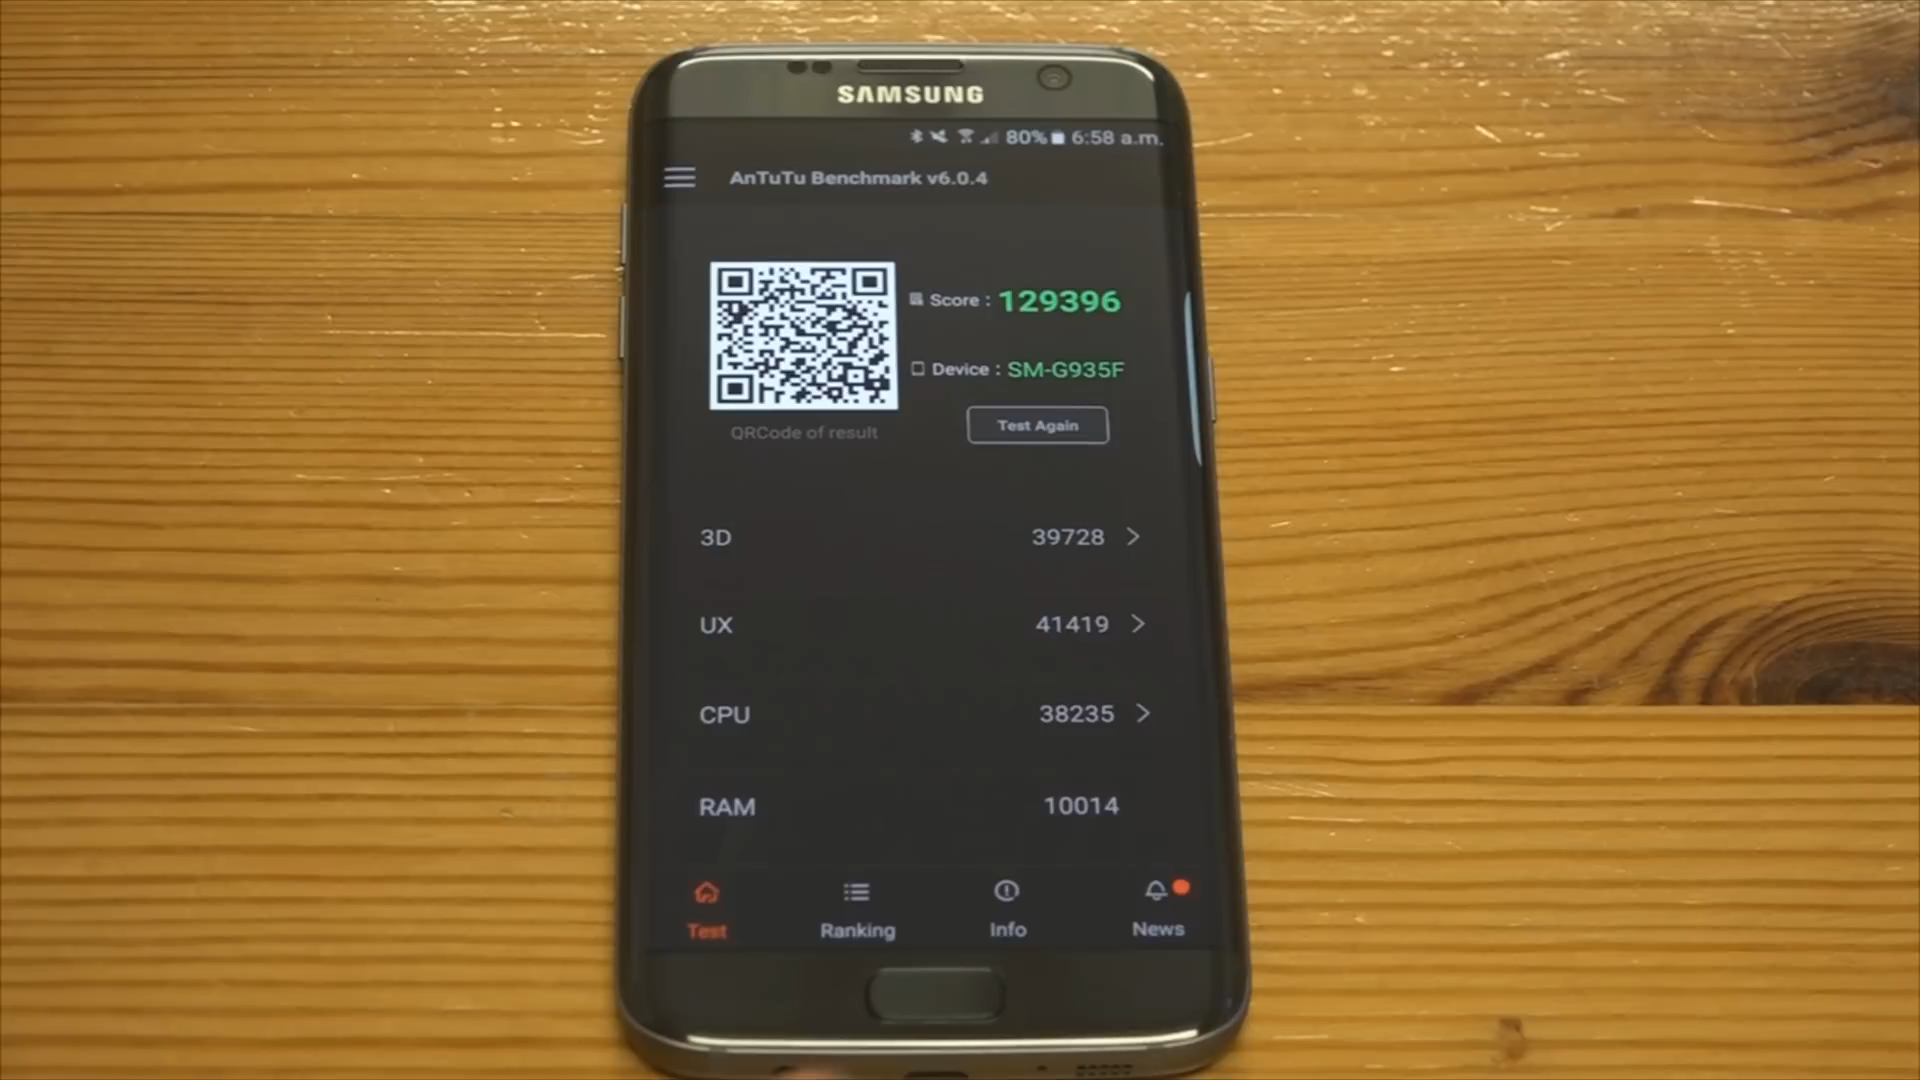 SAMSUNG
80% 6:58 a.m.
AnTuTu Benchmark v6.0.4
Score : 129396
Device : SM-G935F
QRCode of result
Test Again
3D 39728
UX 41419
CPU 38235
RAM 10014
Test Ranking Info News